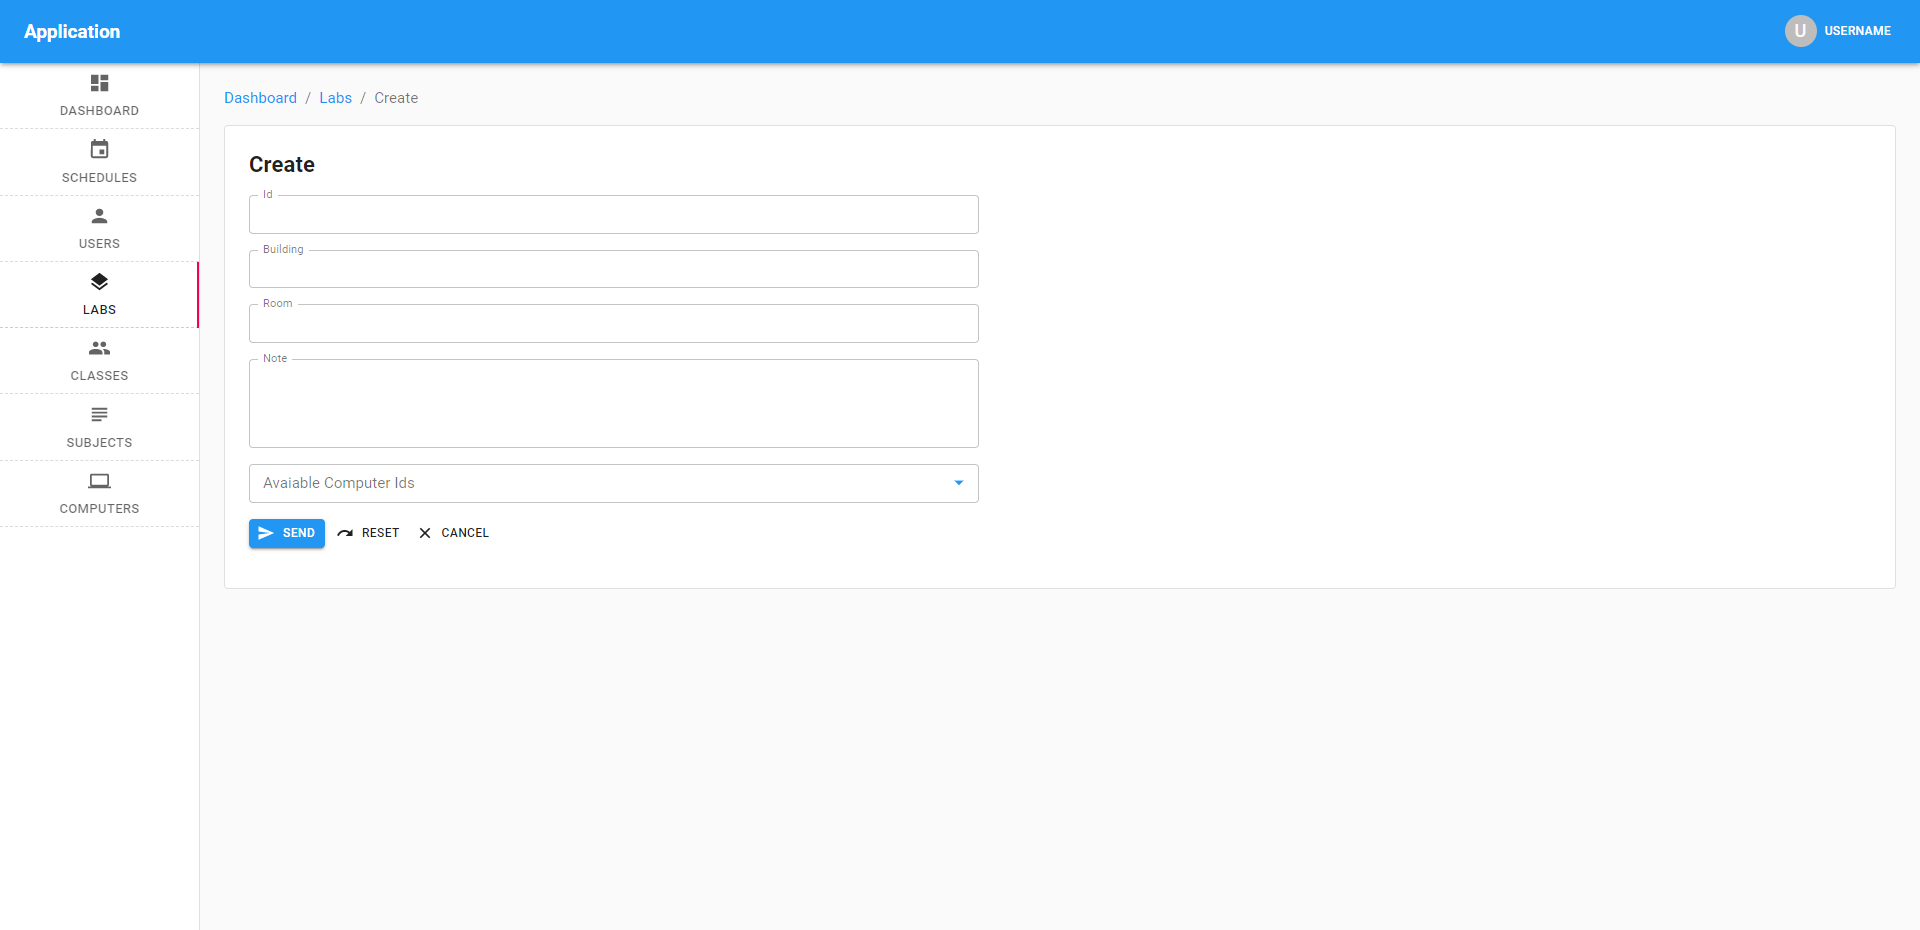 Application
U USERNAME
DASHBOARD
SCHEDULES
USERS
LABS
CLASSES
SUBJECTS
COMPUTERS
Dashboard / Labs / Create
Create
Id
Building
Room
Note
Avaiable Computer Ids
SEND RESET CANCEL